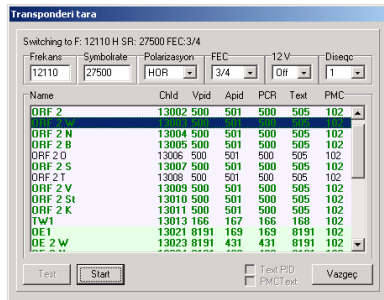 Transponderi tara
Switching to F: 12110 H SR: 27500 FEC:3/4
Frekans Symbolrate Polarizasyon FEC 12 V Diseqc
12110 27500 HOR 3/4 Off 1
Name ChId Vpid Apid PCR Text PMC
ORF 2 13002 500 501 500 505 102
ORF 2 W 13003 500 501 500 505 102
ORF 2 N 13004 500 501 500 505 102
ORF 2 B 13005 500 501 500 505 102
ORF 2 O 13006 500 501 500 505 102
ORF 2 S 13007 500 501 500 505 102
ORF 2 T 13008 500 501 500 505 102
ORF 2 V 13009 500 501 500 505 102
ORF 2 St 13010 500 501 500 505 102
ORF 2 K 13011 500 501 500 505 102
TW1 13013 166 167 166 168 102
OE1 13021 8191 169 169 8191 102
OE 2 W 13023 8191 431 431 8191 102
Test Start Text PID
PMCText Vazgeç